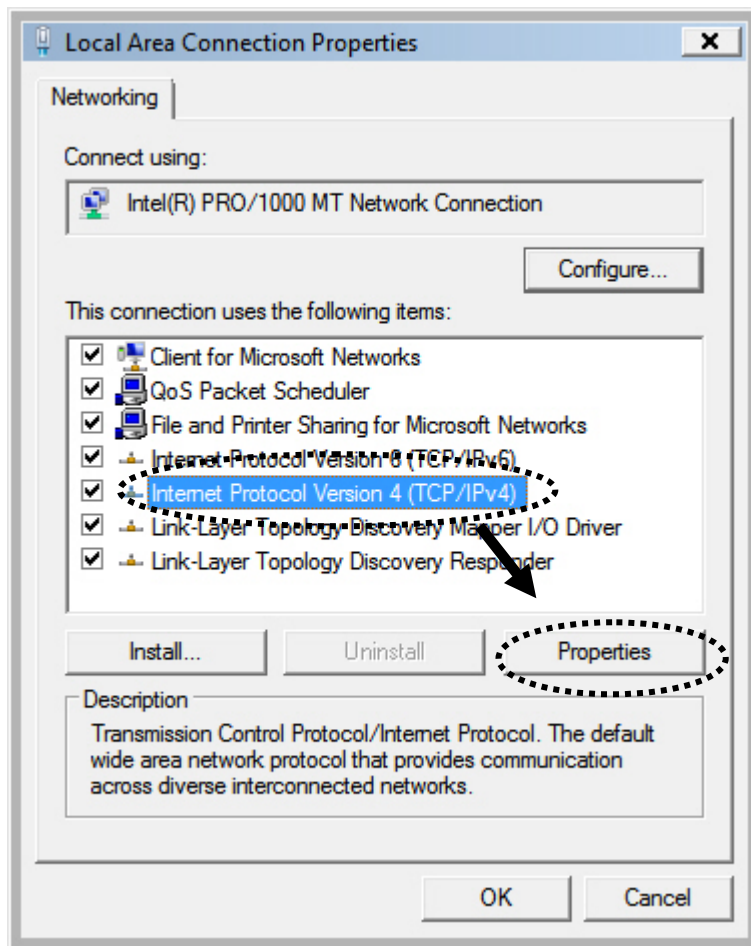 Local Area Connection Properties
Networking
Connect using:
Intel(R) PRO/1000 MT Network Connection
Configure...
This connection uses the following items:
Client for Microsoft Networks
QoS Packet Scheduler
File and Printer Sharing for Microsoft Networks
Internet Protocol Version 6 (TCP/IPv6)
Internet Protocol Version 4 (TCP/IPv4)
Link-Layer Topology Discovery Mapper I/O Driver
Link-Layer Topology Discovery Responder
Install... Uninstall Properties
Description
Transmission Control Protocol/Internet Protocol. The default
wide area network protocol that provides communication
across diverse interconnected networks.
OK Cancel